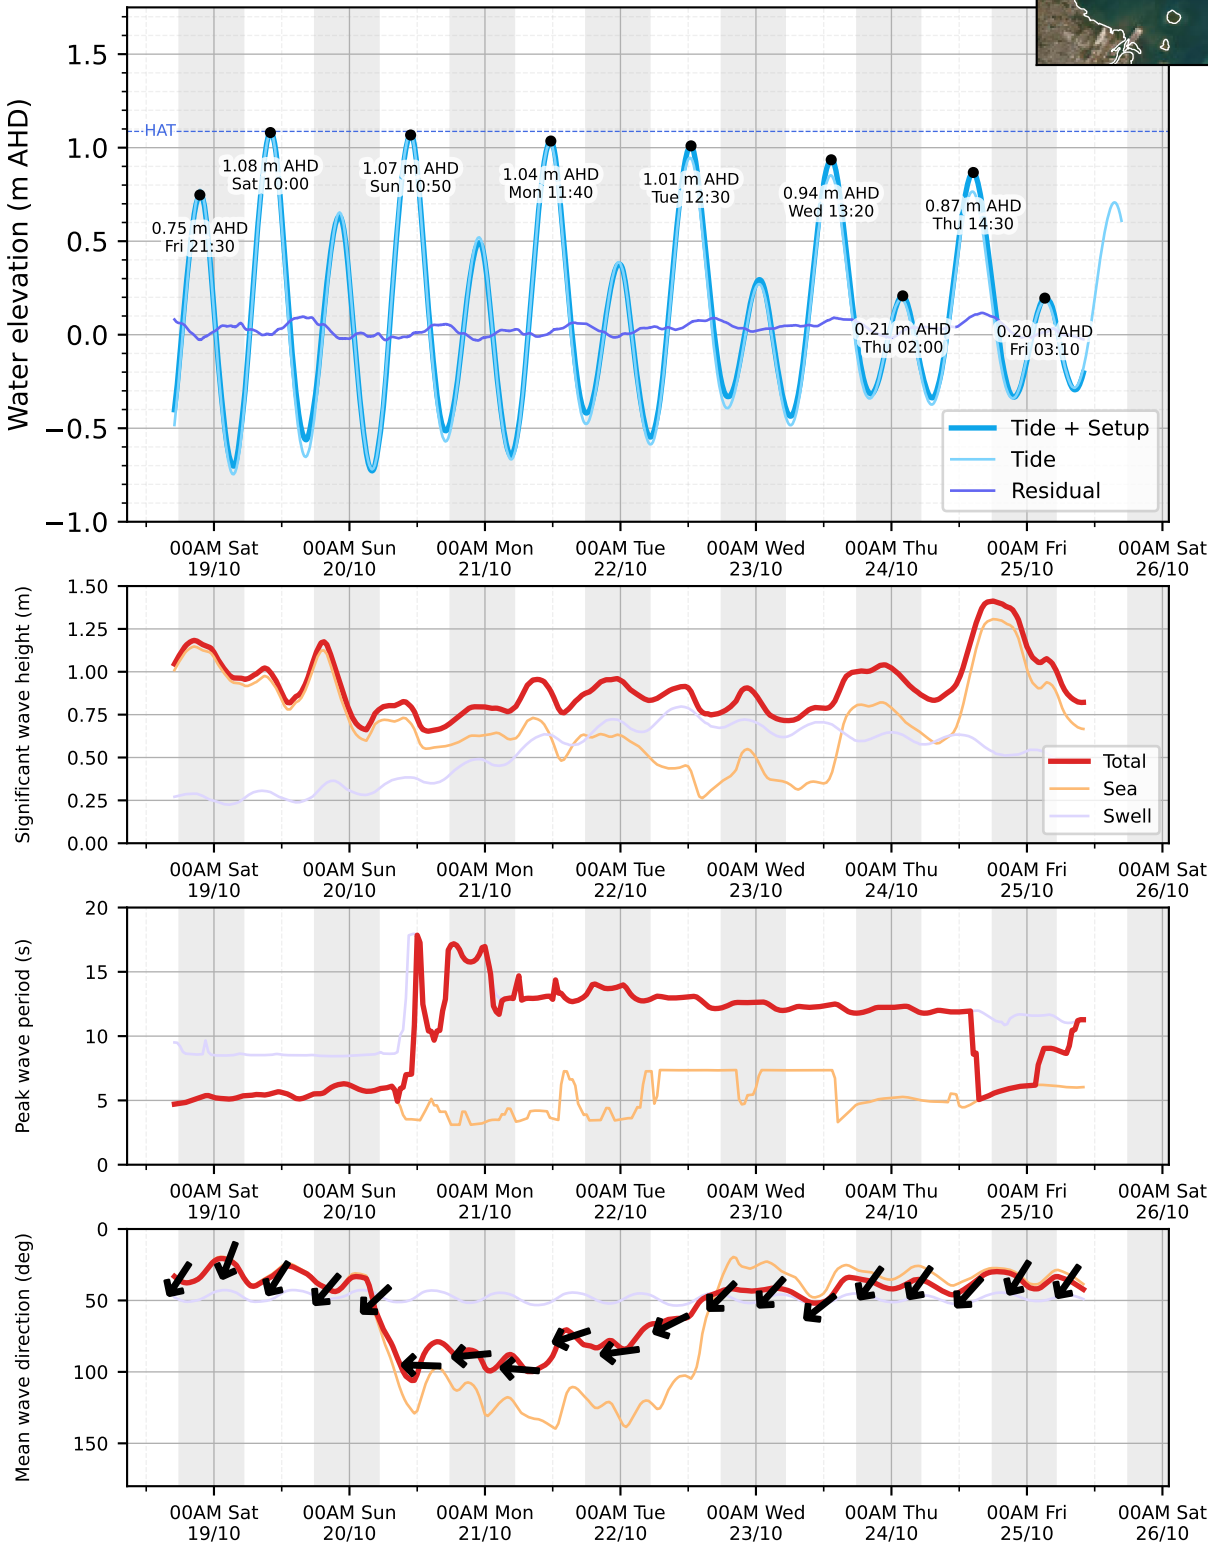 Water elevation (m AHD)
1.5
1.0
0.5
0.0
−0.5
−1.0
HAT
0.75 m AHD
Fri 21:30
1.08 m AHD
Sat 10:00
1.07 m AHD
Sun 10:50
1.04 m AHD
Mon 11:40
1.01 m AHD
Tue 12:30
0.94 m AHD
Wed 13:20
0.21 m AHD
Thu 02:00
0.87 m AHD
Thu 14:30
0.20 m AHD
Fri 03:10
Tide + Setup
Tide
Residual
00AM Sat 00AM Sun 00AM Mon 00AM Tue 00AM Wed 00AM Thu 00AM Fri 00AM Sat
19/10 20/10 21/10 22/10 23/10 24/10 25/10 26/10
Significant wave height (m)
1.50
1.25
1.00
0.75
0.50
0.25
0.00
Total
Sea
Swell
00AM Sat 00AM Sun 00AM Mon 00AM Tue 00AM Wed 00AM Thu 00AM Fri 00AM Sat
19/10 20/10 21/10 22/10 23/10 24/10 25/10 26/10
Peak wave period (s)
20
15
10
5
0
00AM Sat 00AM Sun 00AM Mon 00AM Tue 00AM Wed 00AM Thu 00AM Fri 00AM Sat
19/10 20/10 21/10 22/10 23/10 24/10 25/10 26/10
Mean wave direction (deg)
0
50
100
150
00AM Sat 00AM Sun 00AM Mon 00AM Tue 00AM Wed 00AM Thu 00AM Fri 00AM Sat
19/10 20/10 21/10 22/10 23/10 24/10 25/10 26/10